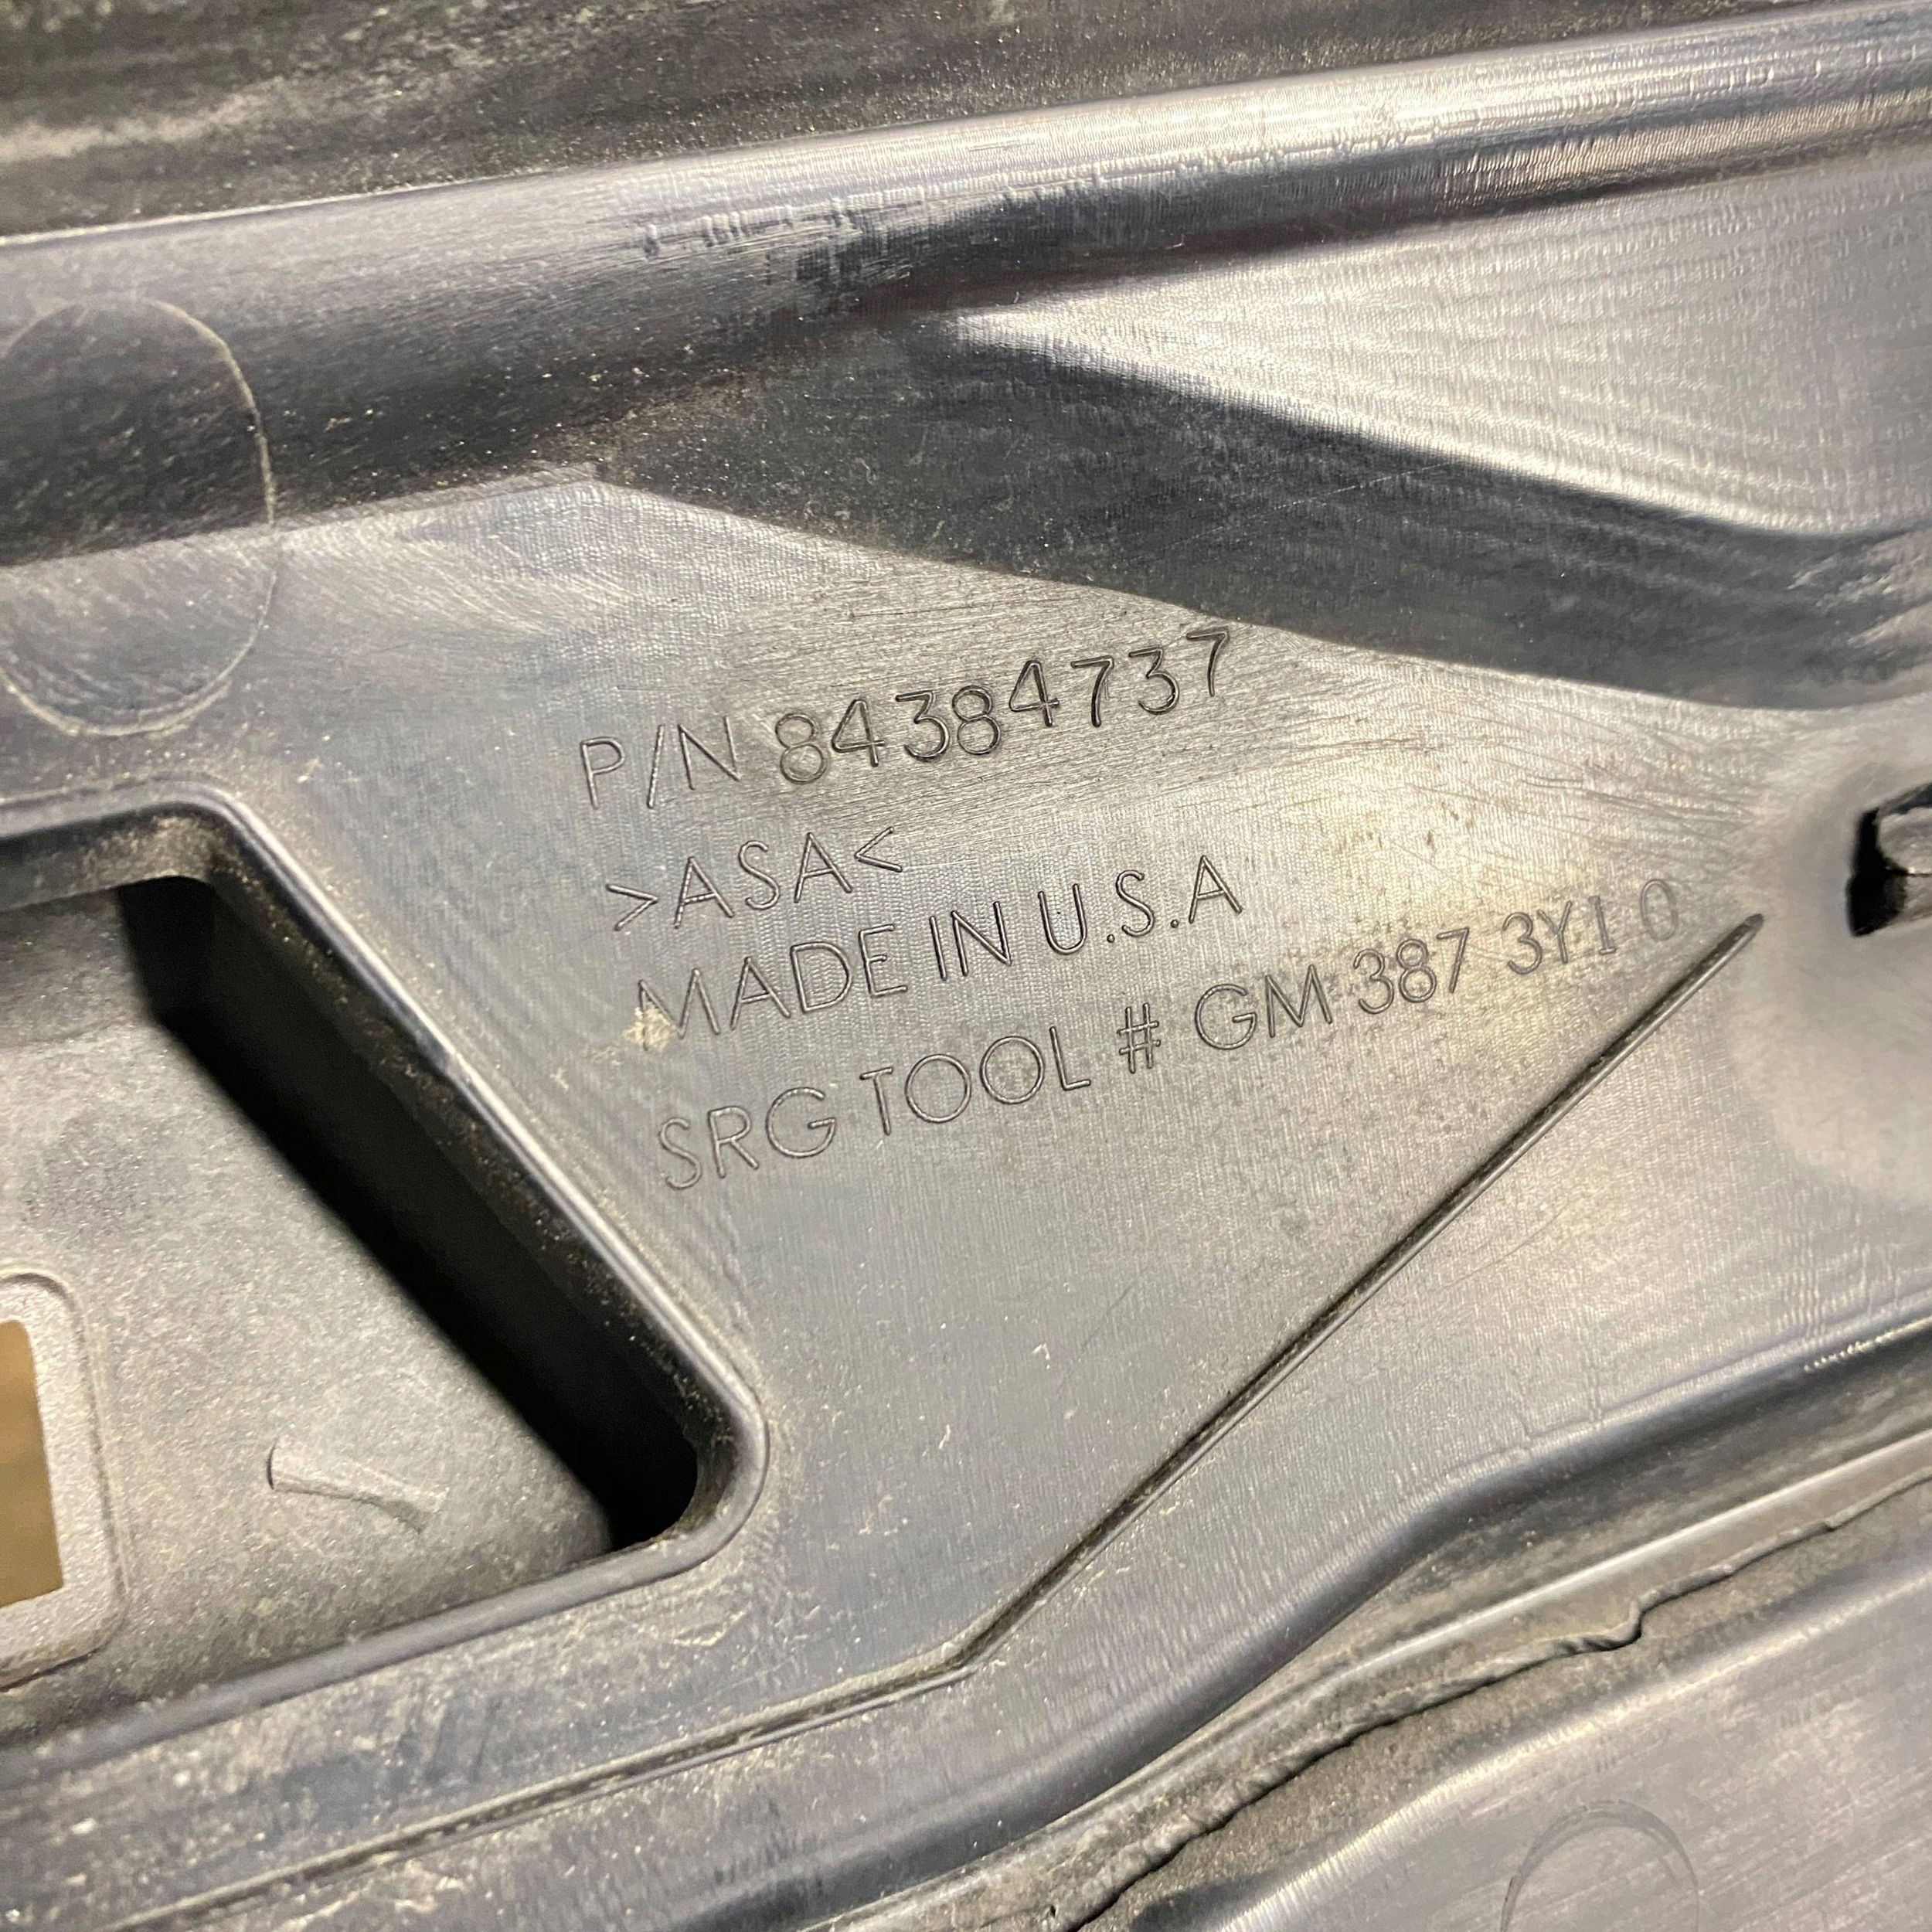 P/N 84384737
>ASA<
MADE IN U.S.A
SRG TOOL # GM 387 3Y1 0